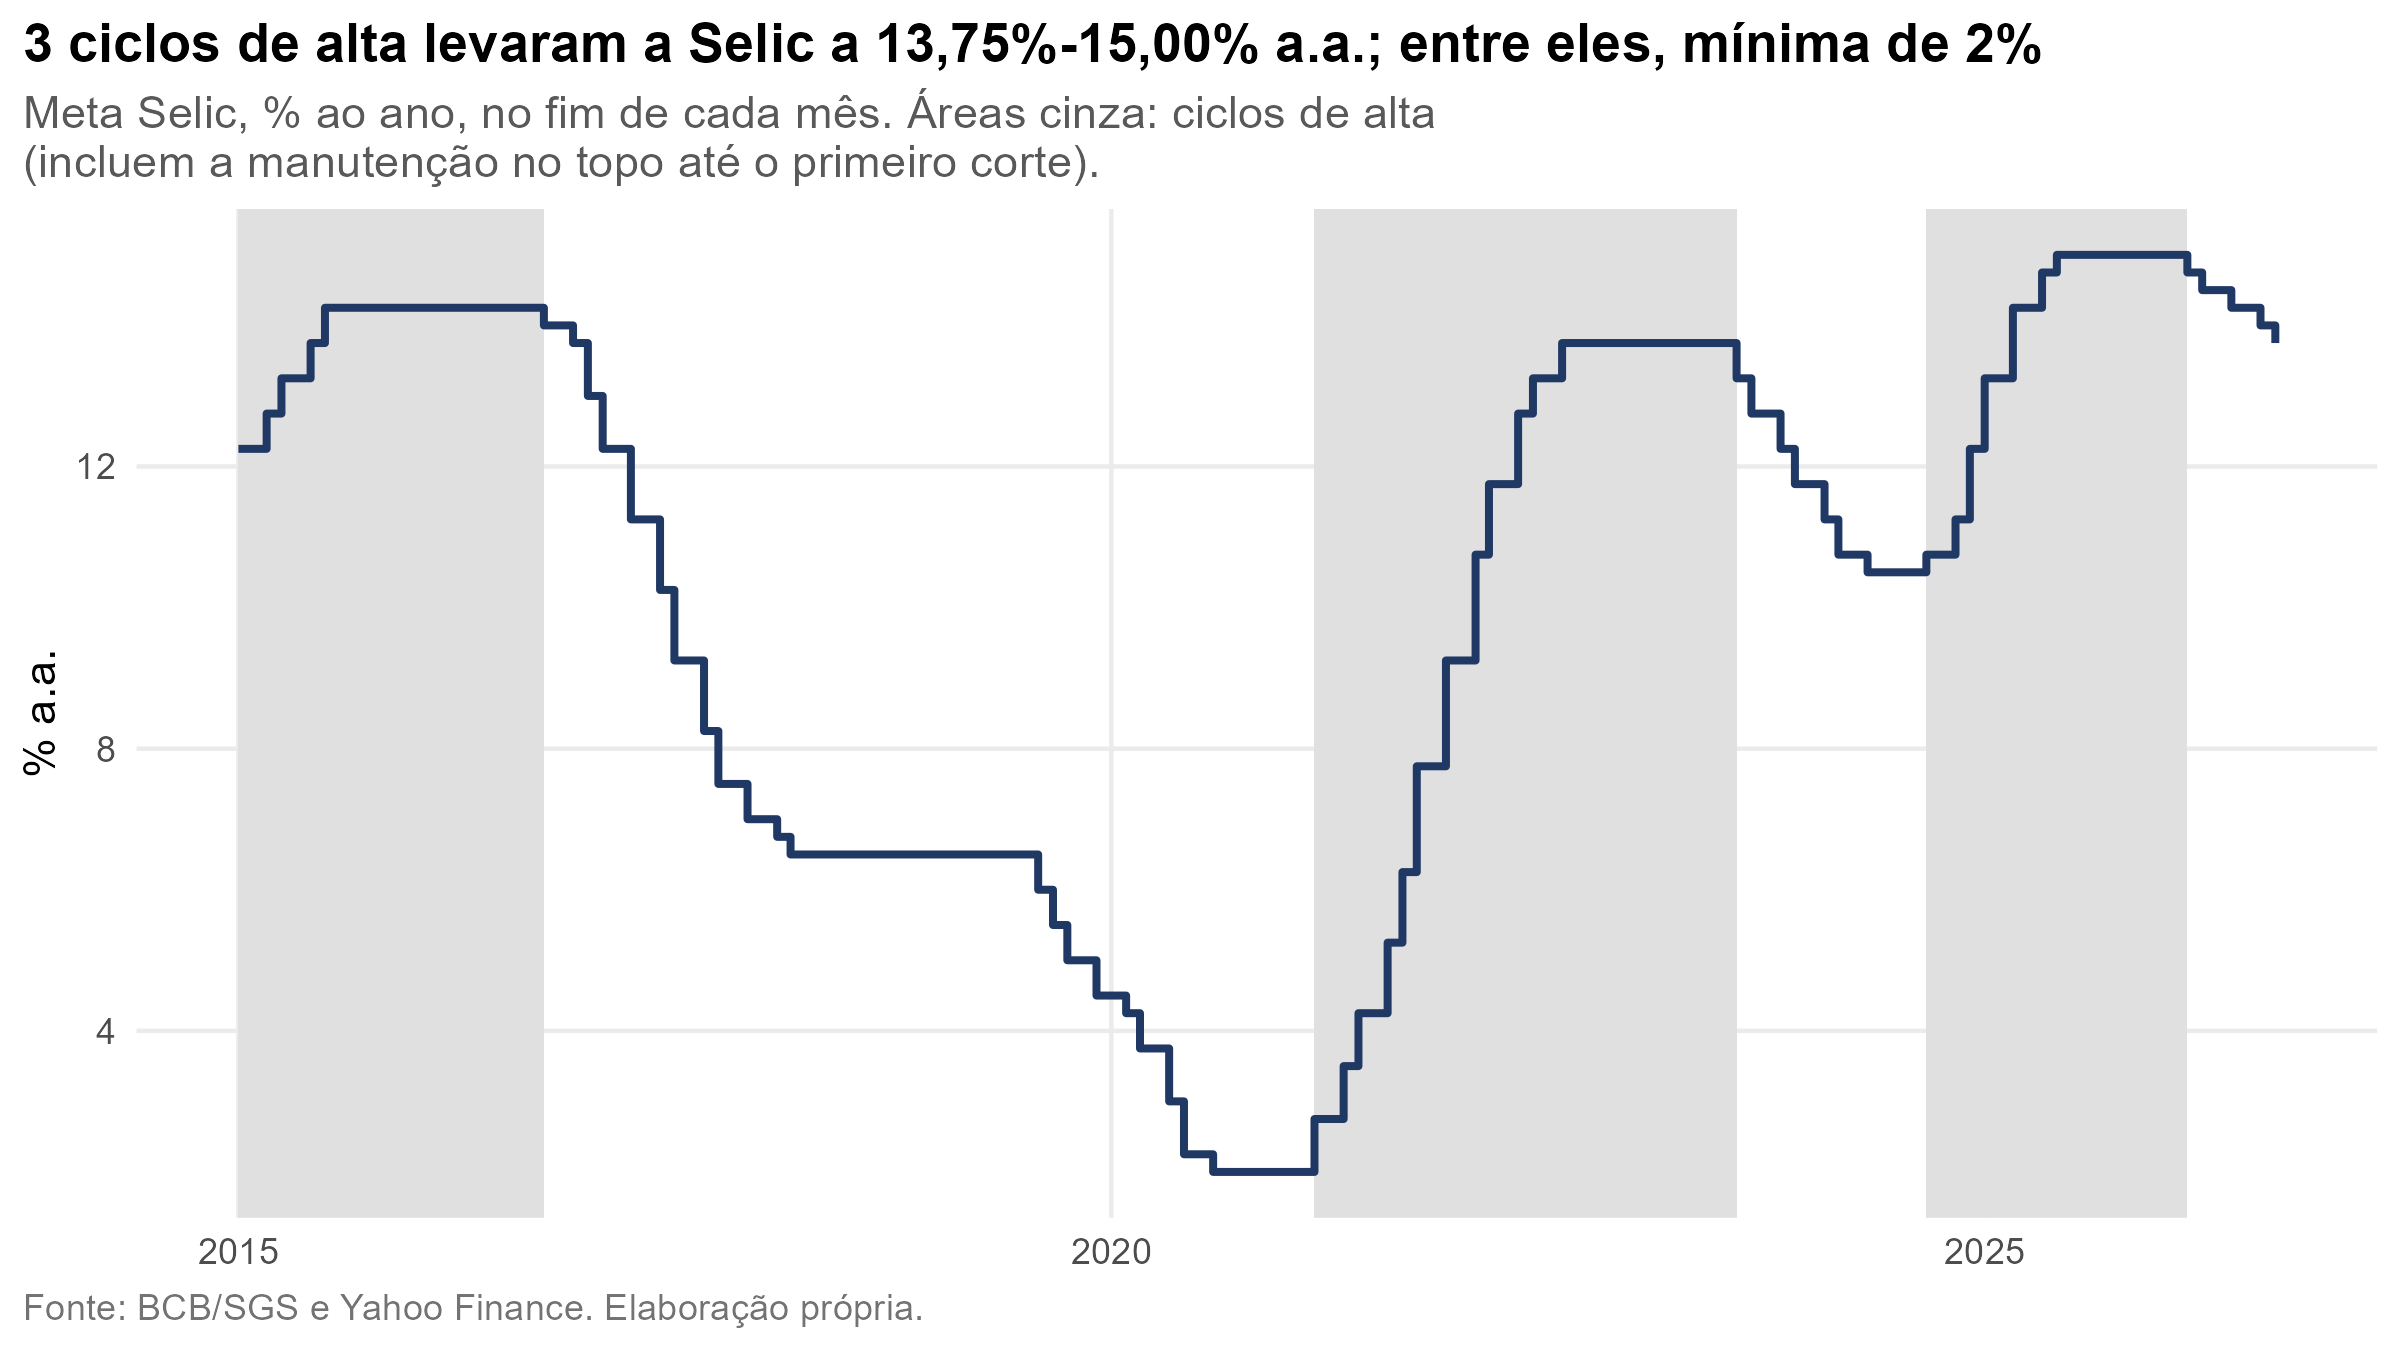 3 ciclos de alta levaram a Selic a 13,75%-15,00% a.a.; entre eles, mínima de 2%
Meta Selic, % ao ano, no fim de cada mês. Áreas cinza: ciclos de alta
(incluem a manutenção no topo até o primeiro corte).
12
8
4
% a.a.
2015
2020
2025
Fonte: BCB/SGS e Yahoo Finance. Elaboração própria.